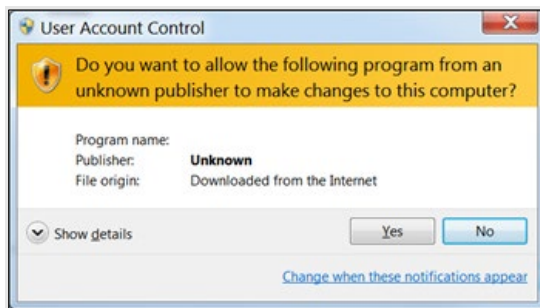 User Account Control
Do you want to allow the following program from an
unknown publisher to make changes to this computer?
Program name:
Publisher: Unknown
File origin: Downloaded from the Internet
Show details
Yes
No
Change when these notifications appear